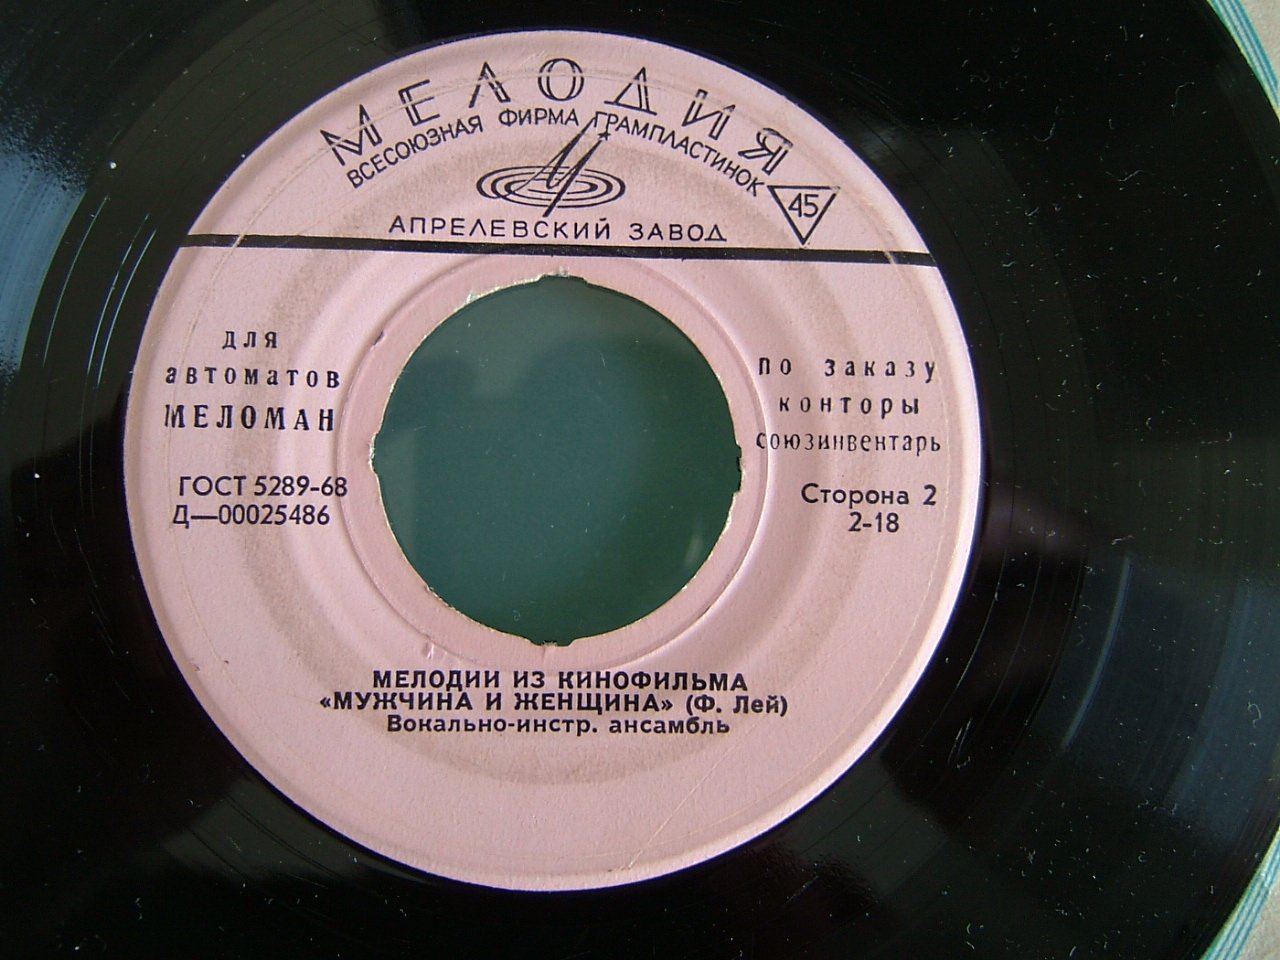 МЕЛОДИЯ
ВСЕСОЮЗНАЯ ФИРМА ГРАМПЛАСТИНОК
45
АПРЕЛЕВСКИЙ ЗАВОД
для
автоматов
МЕЛОМАН
ГОСТ 5289-68
Д—00025486
по заказу
конторы
союзинвентарь
Сторона 2
2-18
МЕЛОДИИ ИЗ КИНОФИЛЬМА
«МУЖЧИНА И ЖЕНЩИНА» (Ф. Лей)
Вокально-инстр. ансамбль